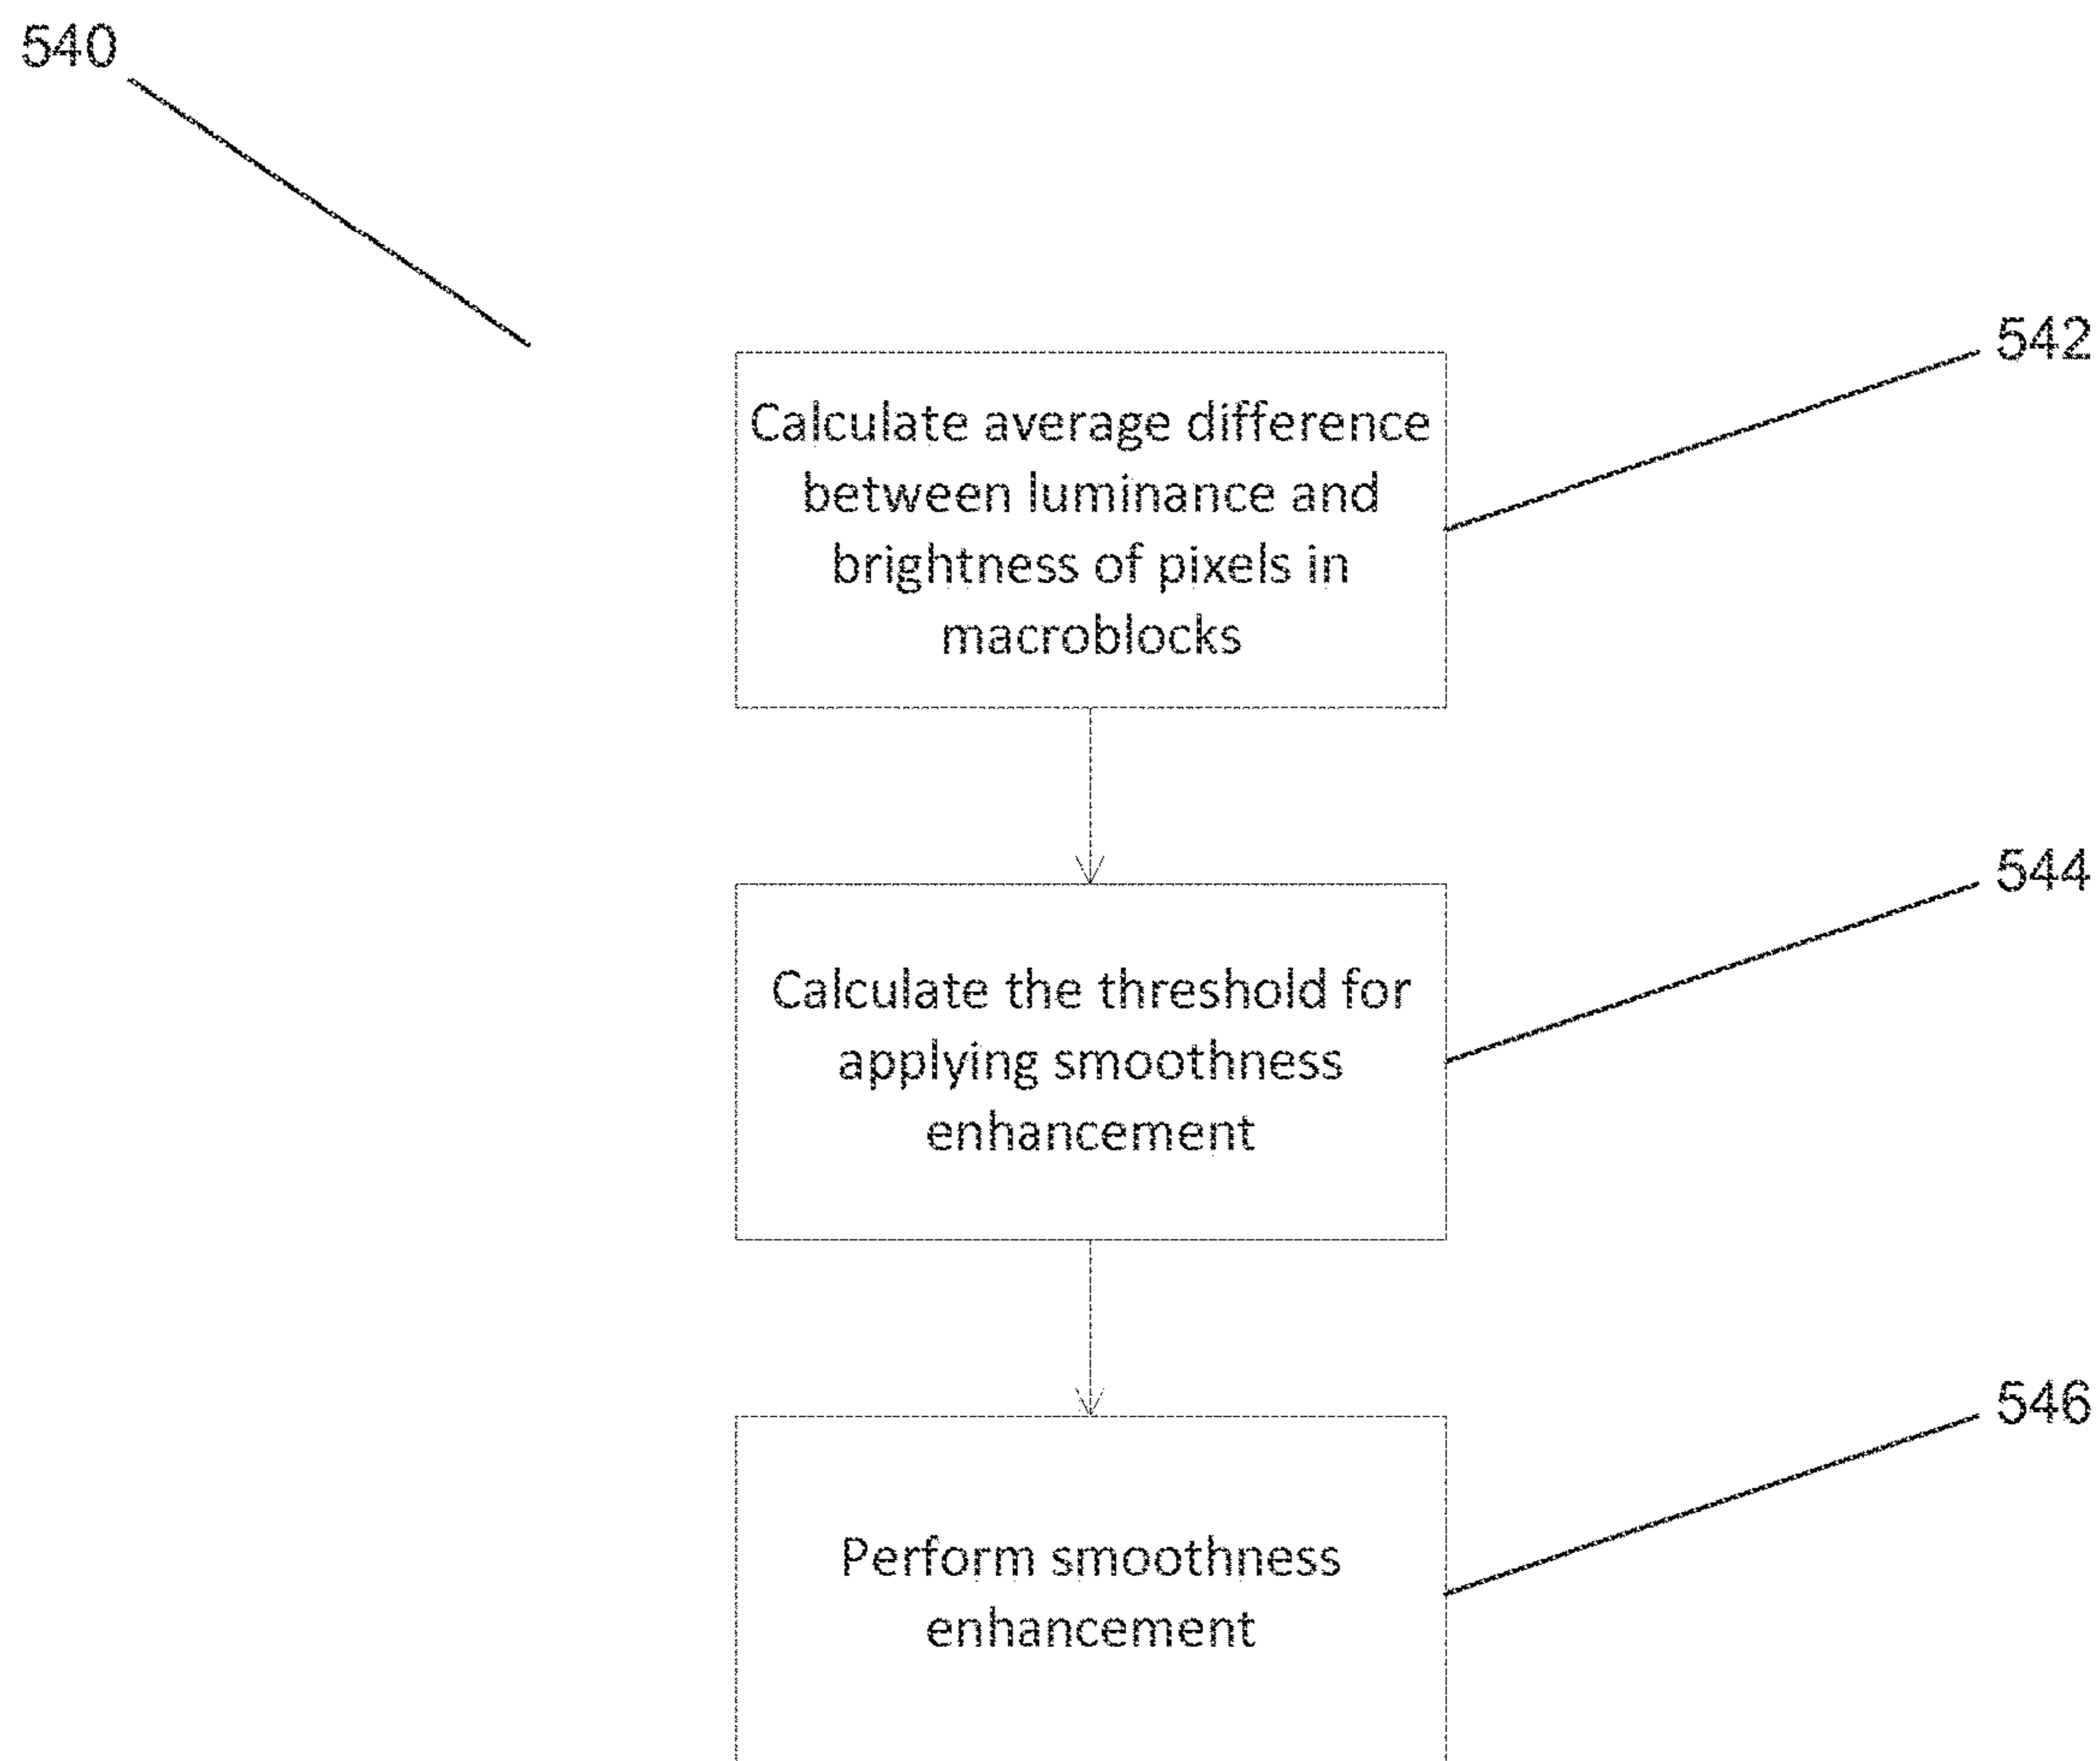 540
542
Calculate average difference
between luminance and
brightness of pixels in
macroblocks
544
Calculate the threshold for
applying smoothness
enhancement
546
Perform smoothness
enhancement